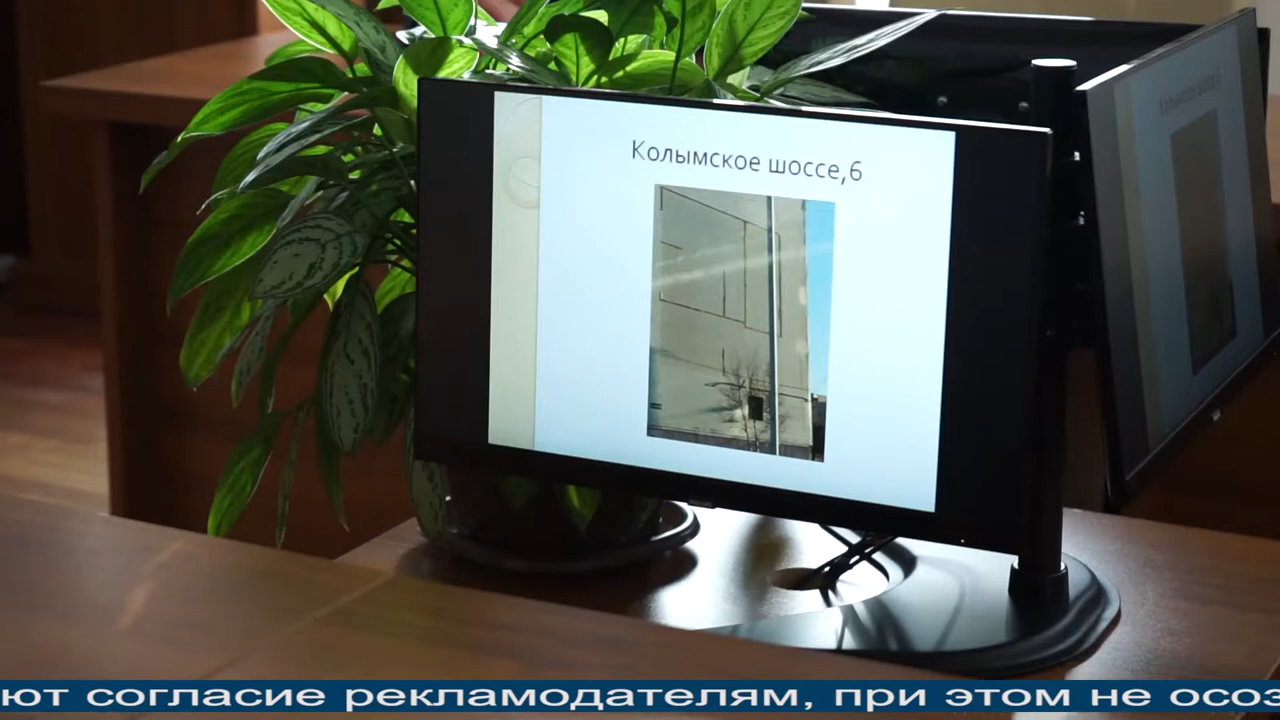 Колымское шоссе,6
ют согласие рекламодателям, при этом не осоз